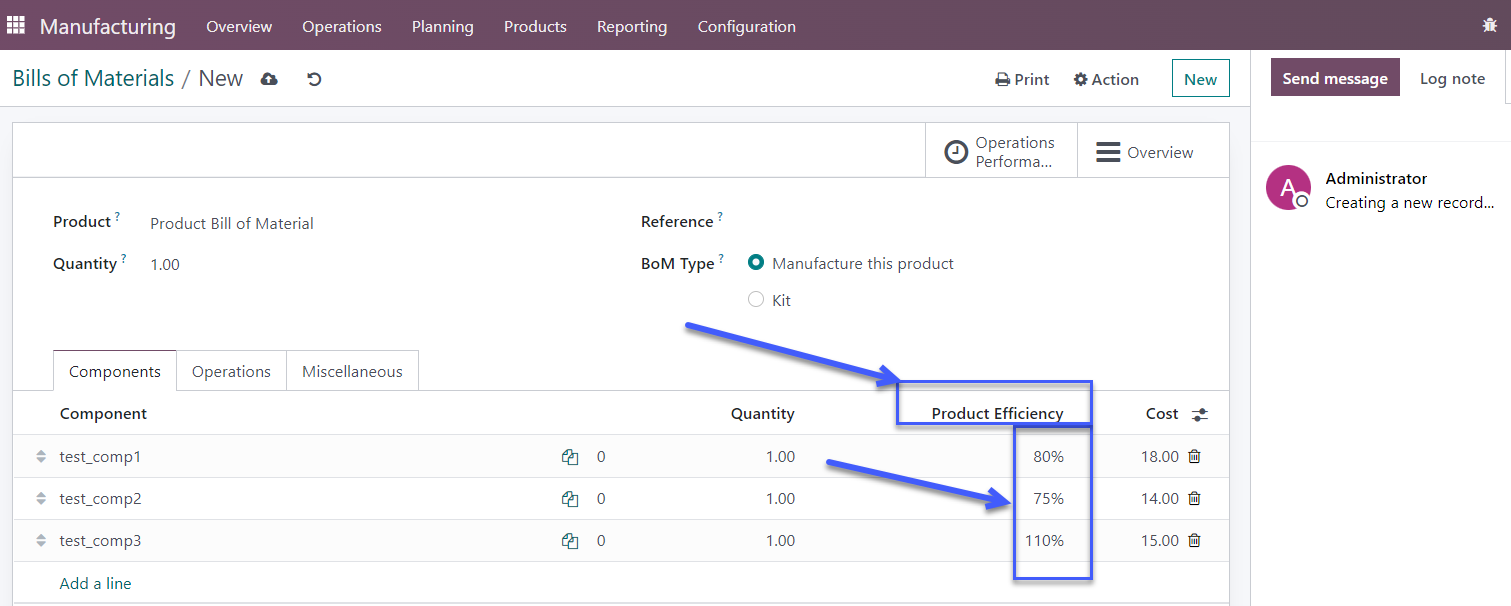 Manufacturing Overview Operations Planning Products Reporting Configuration
Bills of Materials / New Print Action New Send message Log note
Operations Performa... Overview
A Administrator
Creating a new record...
Product ? Product Bill of Material Reference ?
Quantity ? 1.00 BoM Type ? Manufacture this product
Kit
Components Operations Miscellaneous
Component Quantity Product Efficiency Cost
test_comp1 0 1.00 80% 18.00
test_comp2 0 1.00 75% 14.00
test_comp3 0 1.00 110% 15.00
Add a line